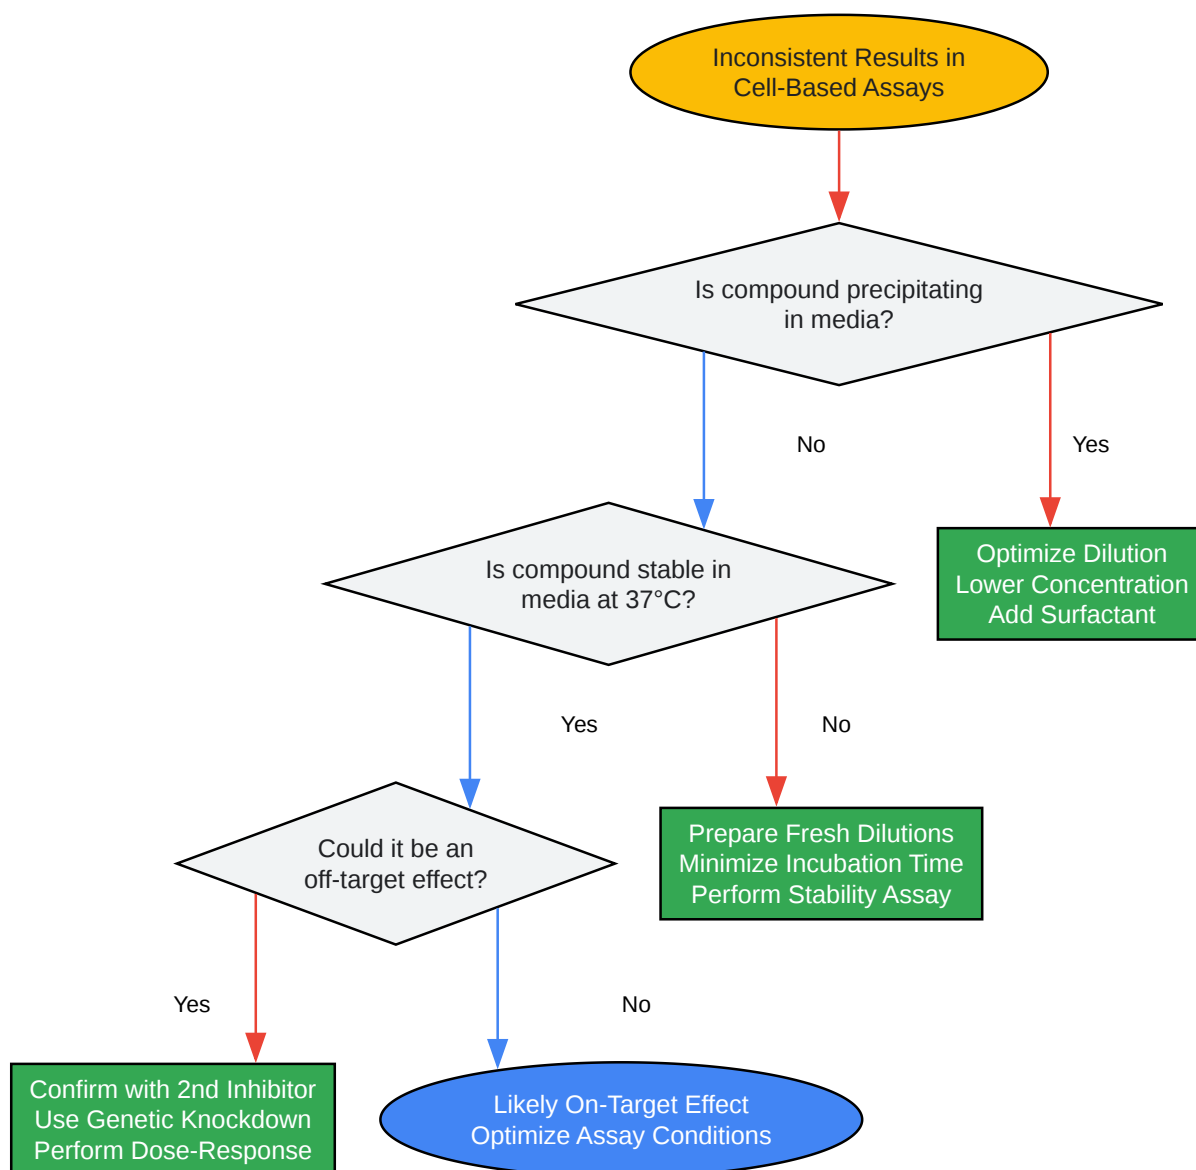 Inconsistent Results in
Cell-Based Assays
Is compound precipitating
in media?
No
Yes
Optimize Dilution
Lower Concentration
Add Surfactant
Is compound stable in
media at 37°C?
Yes
No
Prepare Fresh Dilutions
Minimize Incubation Time
Perform Stability Assay
Could it be an
off-target effect?
Yes
No
Confirm with 2nd Inhibitor
Use Genetic Knockdown
Perform Dose-Response
Likely On-Target Effect
Optimize Assay Conditions